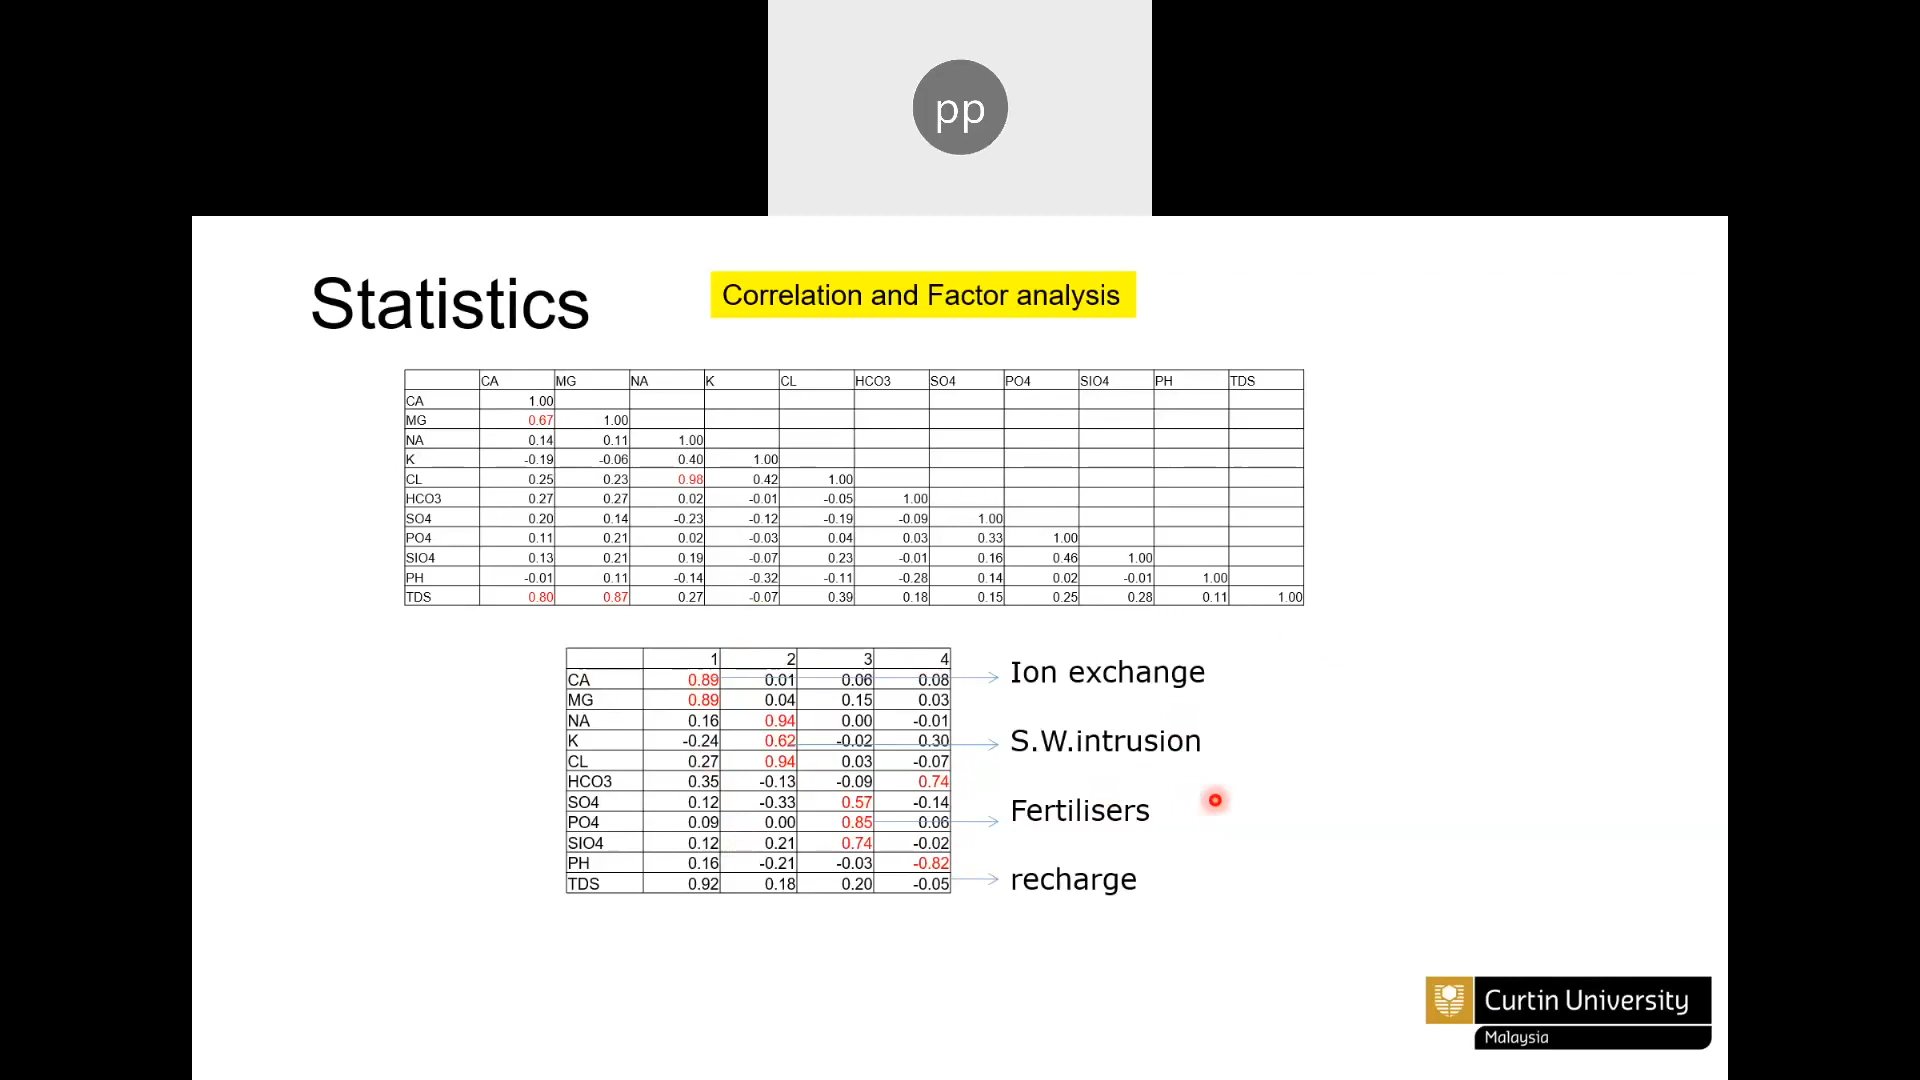 pp
Statistics
Correlation and Factor analysis
CA MG NA K CL HCO3 SO4 PO4 SIO4 PH TDS
CA 1.00
MG 0.67 1.00
NA 0.14 0.11 1.00
K -0.19 -0.06 0.40 1.00
CL 0.25 0.23 0.98 0.42 1.00
HCO3 0.27 0.27 0.02 -0.01 -0.05 1.00
SO4 0.20 0.14 -0.23 -0.12 -0.19 -0.09 1.00
PO4 0.11 0.21 0.02 -0.03 0.04 0.03 0.33 1.00
SIO4 0.13 0.21 0.19 -0.07 0.23 -0.01 0.16 0.46 1.00
PH -0.01 0.11 -0.14 -0.32 -0.11 -0.28 0.14 0.02 -0.01 1.00
TDS 0.80 0.87 0.27 -0.07 0.39 0.18 0.15 0.25 0.28 0.11 1.00
1 2 3 4
CA 0.89 0.01 0.06 0.08
MG 0.89 0.04 0.15 0.03
NA 0.16 0.94 0.00 -0.01
K -0.24 0.62 -0.02 0.30
CL 0.27 0.94 0.03 -0.07
HCO3 0.35 -0.13 -0.09 0.74
SO4 0.12 -0.33 0.57 -0.14
PO4 0.09 0.00 0.85 0.06
SIO4 0.12 0.21 0.74 -0.02
PH 0.16 -0.21 -0.03 -0.82
TDS 0.92 0.18 0.20 -0.05
Ion exchange
S.W.intrusion
Fertilisers
recharge
Curtin University
Malaysia